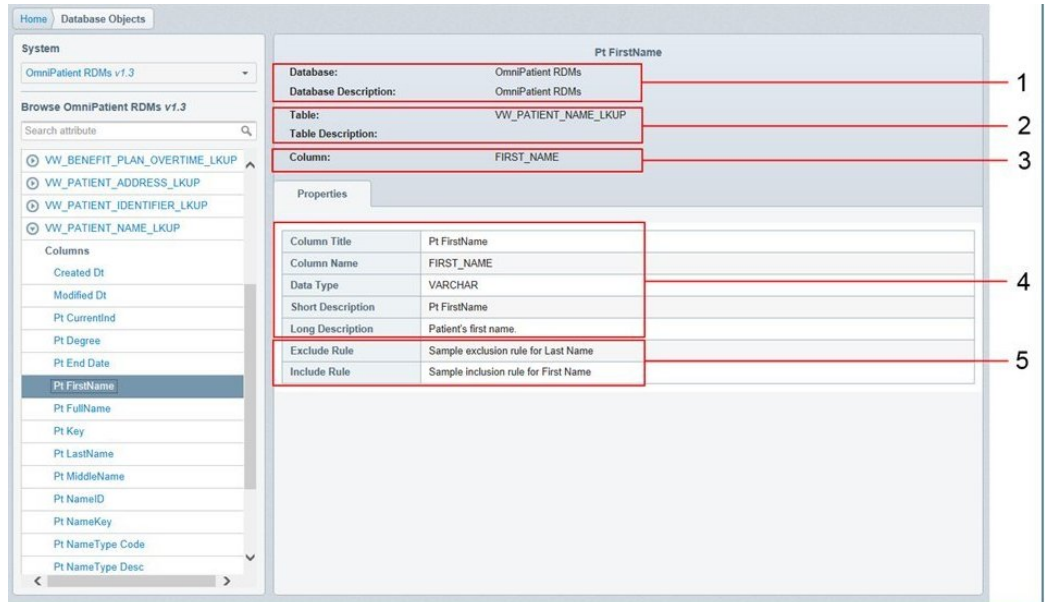 Home Database Objects
System
OmniPatient RDMs v1.3
Browse OmniPatient RDMs v1.3
Search attribute
VW_BENEFIT_PLAN_OVERTIME_LKUP
VW_PATIENT_ADDRESS_LKUP
VW_PATIENT_IDENTIFIER_LKUP
VW_PATIENT_NAME_LKUP
Columns
Created Dt
Modified Dt
Pt CurrentInd
Pt Degree
Pt End Date
Pt FirstName
Pt FullName
Pt Key
Pt LastName
Pt MiddleName
Pt NameID
Pt NameKey
Pt NameType Code
Pt NameType Desc
Pt FirstName
Database: OmniPatient RDMs
Database Description: OmniPatient RDMs
1
Table: VW_PATIENT_NAME_LKUP
Table Description:
2
Column: FIRST_NAME
3
Properties
Column Title Pt FirstName
Column Name FIRST_NAME
Data Type VARCHAR
Short Description Pt FirstName
Long Description Patient's first name.
4
Exclude Rule Sample exclusion rule for Last Name
Include Rule Sample inclusion rule for First Name
5